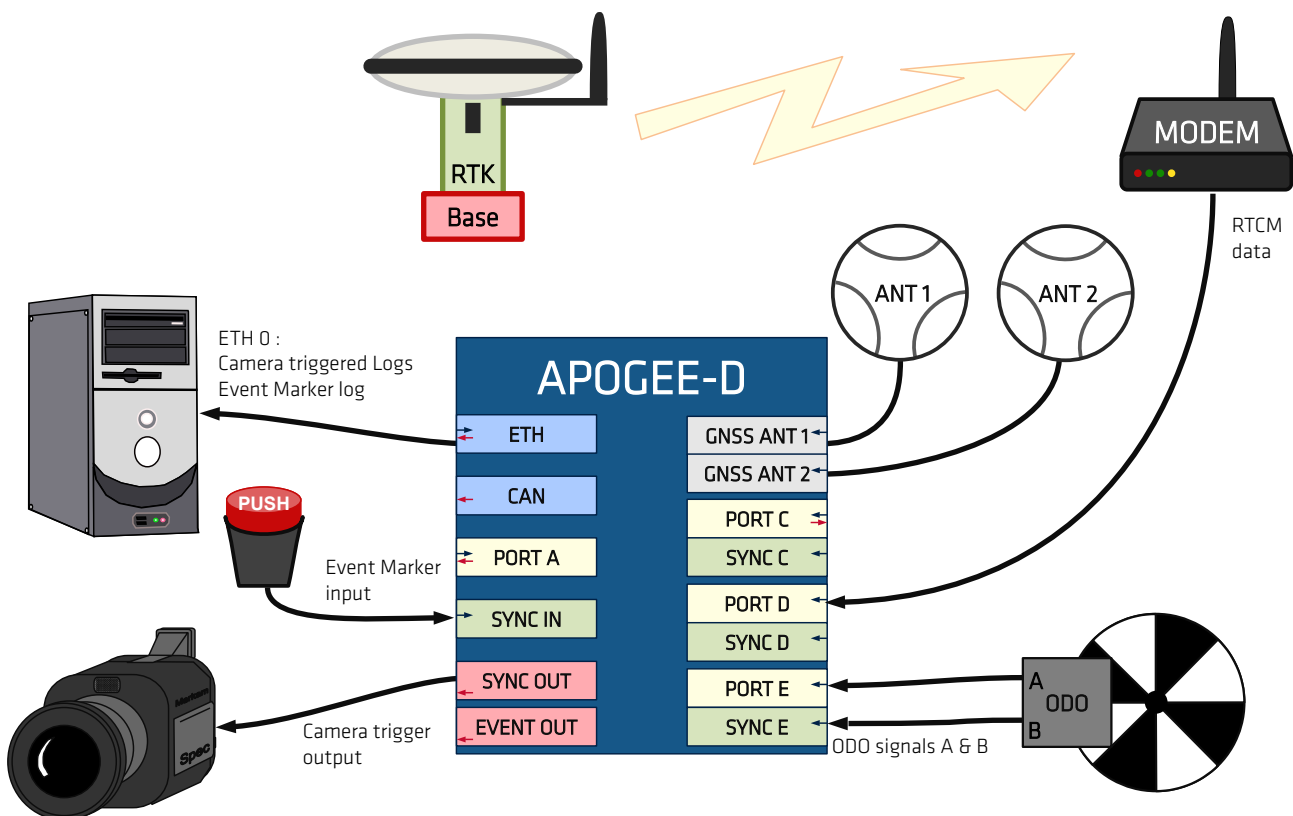 RTK
Base
MODEM
RTCM
data
ANT 1
ANT 2
ETH 0 :
Camera triggered Logs
Event Marker log
APOGEE-D
ETH
CAN
PORT A
SYNC IN
SYNC OUT
EVENT OUT
GNSS ANT 1
GNSS ANT 2
PORT C
SYNC C
PORT D
SYNC D
PORT E
SYNC E
PUSH
Event Marker
input
Camera trigger
output
Spec
A
ODO
B
ODO signals A & B